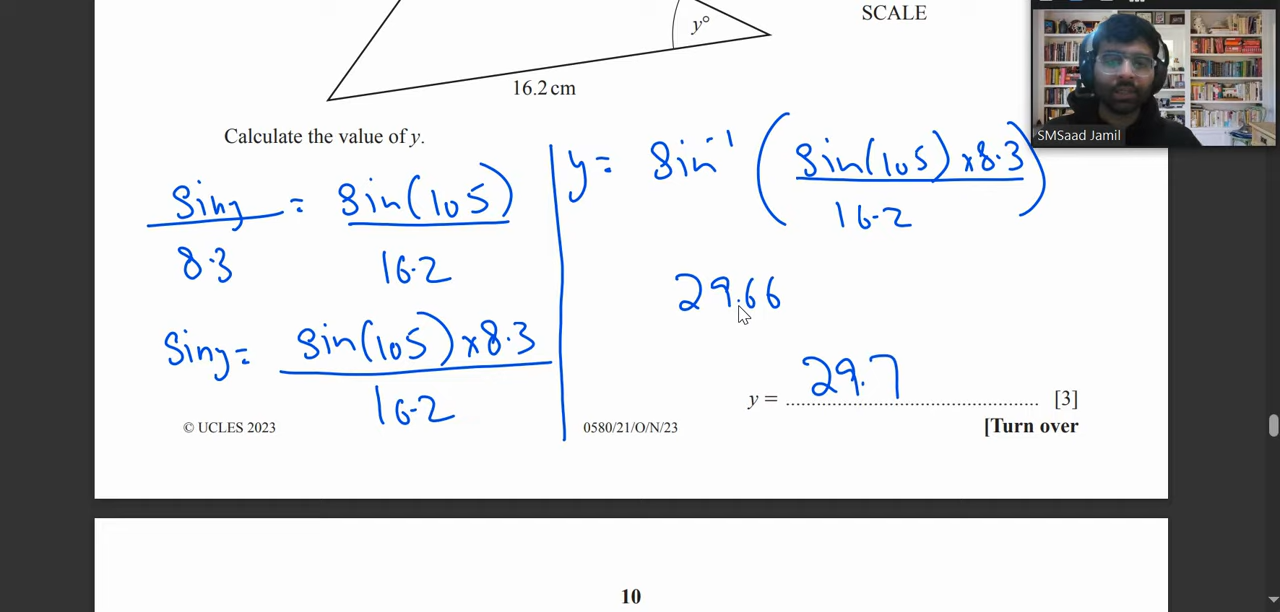 SCALE
y°
16.2 cm
SMSaad Jamil
Calculate the value of y.
sin y / 8.3 = sin(105) / 16.2
sin y = sin(105) × 8.3 / 16.2
y = sin⁻¹ ( sin(105) × 8.3 / 16.2 )
29.66
29.7
y = ........................................ [3]
© UCLES 2023 0580/21/O/N/23 [Turn over
10